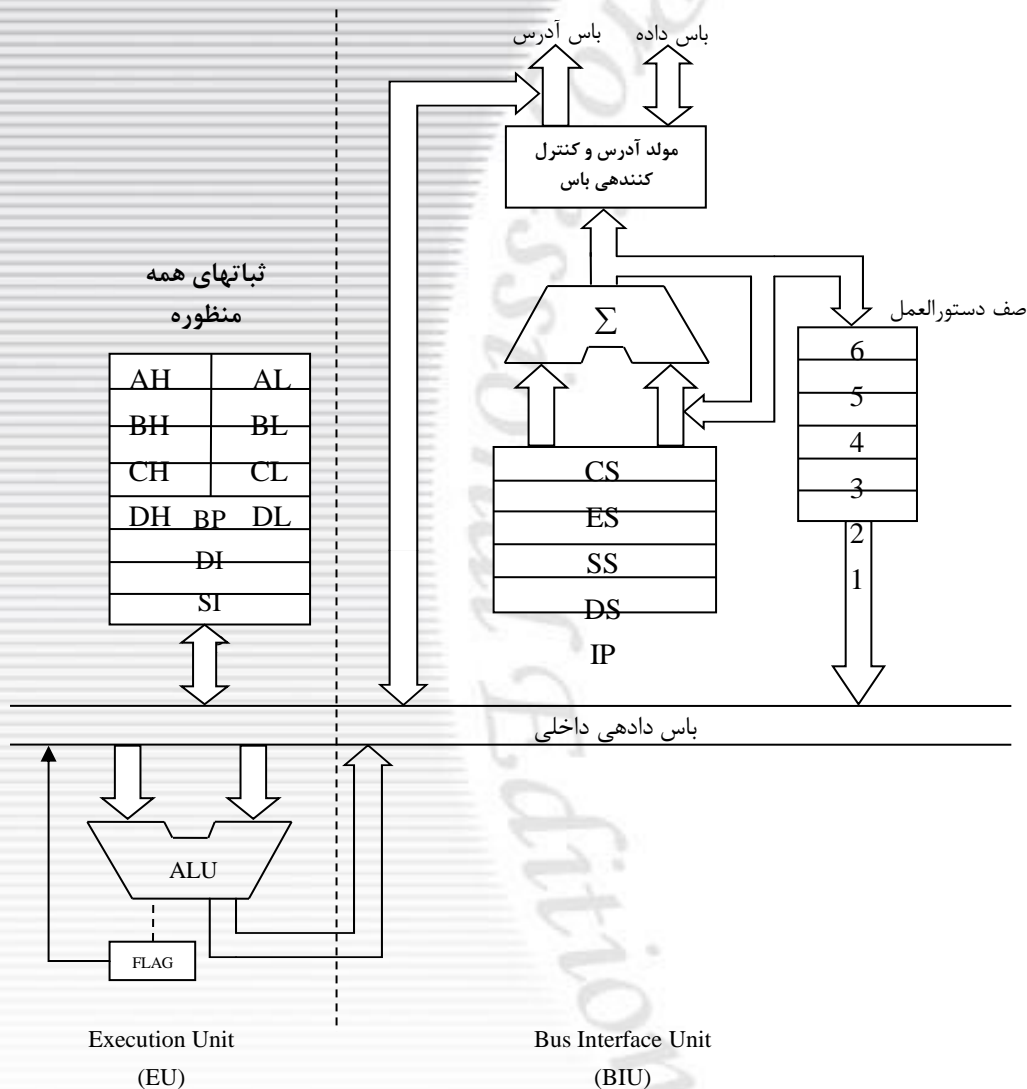 باس آدرس باس داده
مولد آدرس و کنترل
کنندهی باس
ثباتهای همه
منظوره
صف دستورالعمل
Σ
AH AL
BH BL
CH CL
DH BP DL
DI
SI
CS
ES
SS
DS
IP
6
5
4
3
2
1
باس دادهی داخلی
ALU
FLAG
Execution Unit
(EU)
Bus Interface Unit
(BIU)